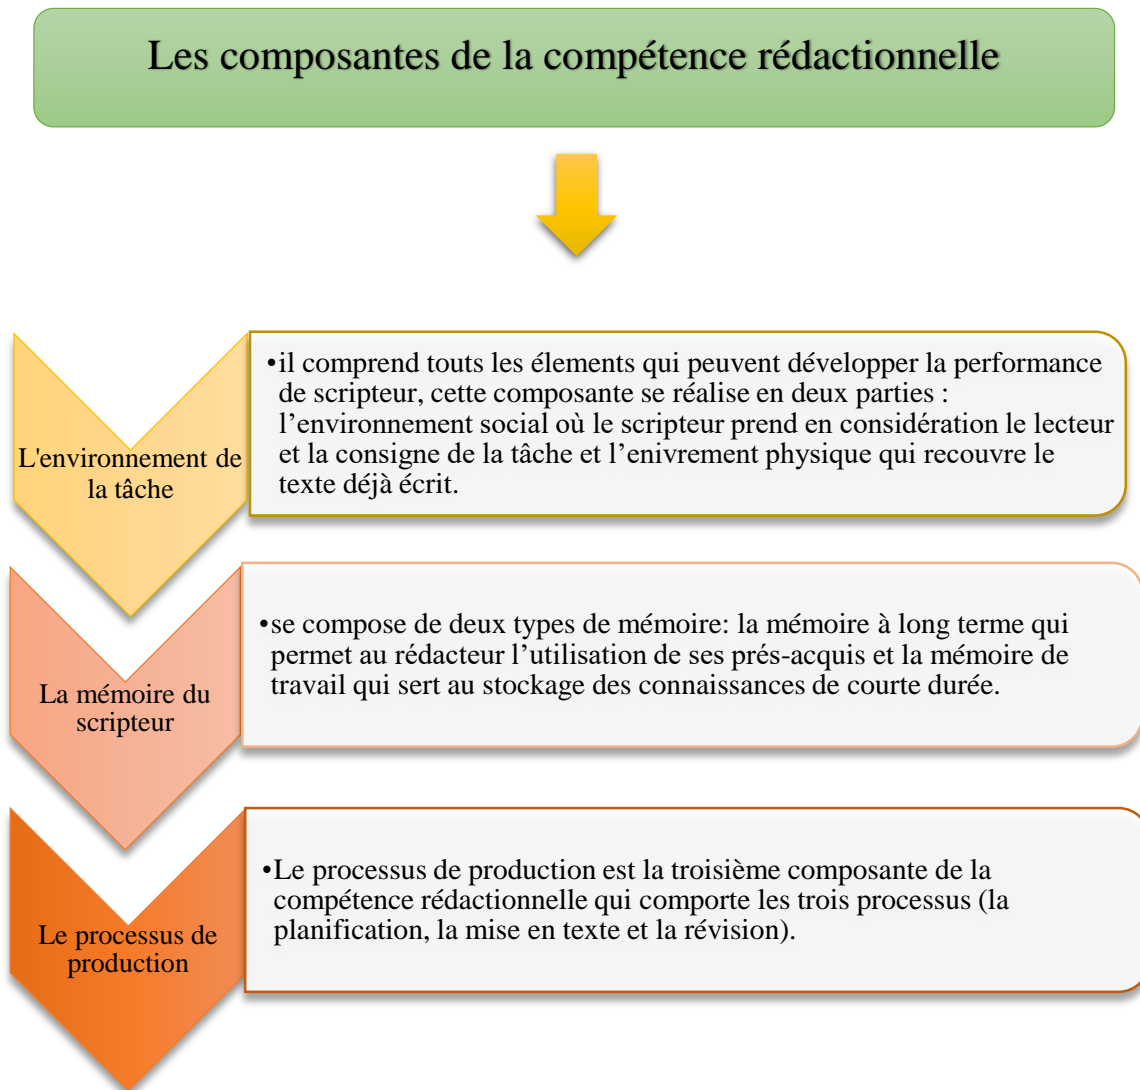 Les composantes de la compétence rédactionnelle
L'environnement de
la tâche
•il comprend touts les élements qui peuvent développer la performance
de scripteur, cette composante se réalise en deux parties :
l’environnement social où le scripteur prend en considération le lecteur
et la consigne de la tâche et l’enivrement physique qui recouvre le
texte déjà écrit.
La mémoire du
scripteur
•se compose de deux types de mémoire: la mémoire à long terme qui
permet au rédacteur l’utilisation de ses prés-acquis et la mémoire de
travail qui sert au stockage des connaissances de courte durée.
Le processus de
production
•Le processus de production est la troisième composante de la
compétence rédactionnelle qui comporte les trois processus (la
planification, la mise en texte et la révision).